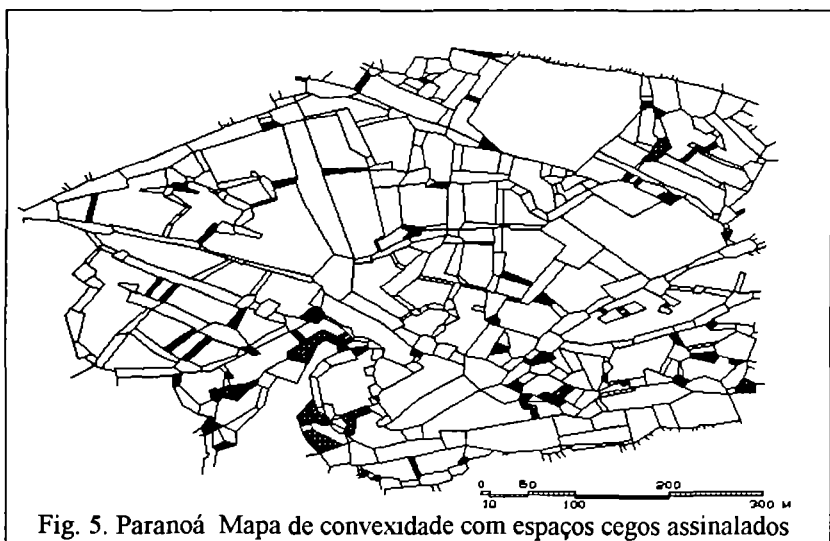 0 50 200
10 100 300 M
Fig. 5. Paranoá Mapa de convexidade com espaços cegos assinalados